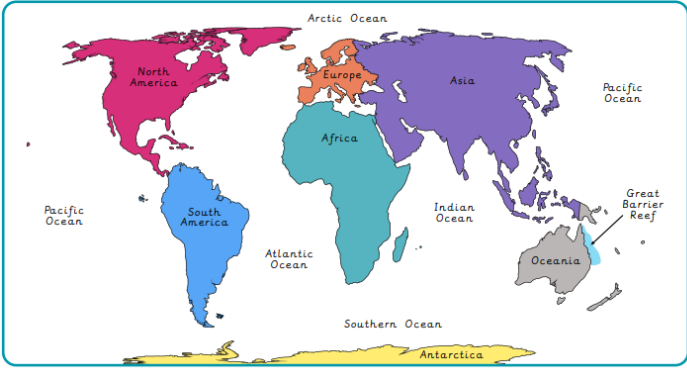 Arctic Ocean
North
America
Europe
Asia
Pacific
Ocean
Africa
Great
Barrier
Reef
Pacific
Ocean
South
America
Indian
Ocean
Atlantic
Ocean
Oceania
Southern Ocean
Antarctica